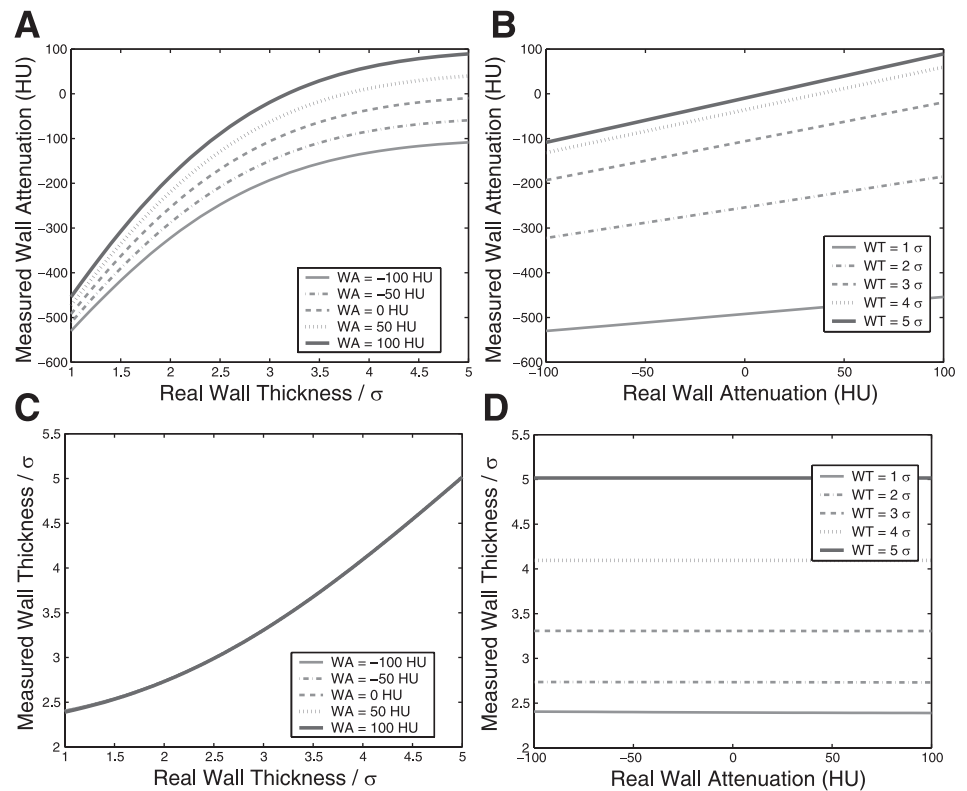 A
Measured Wall Attenuation (HU)
100
0
−100
−200
−300
−400
−500
−600
1 1.5 2 2.5 3 3.5 4 4.5 5
Real Wall Thickness / σ
WA = −100 HU
WA = −50 HU
WA = 0 HU
WA = 50 HU
WA = 100 HU
B
Measured Wall Attenuation (HU)
100
0
−100
−200
−300
−400
−500
−600
−100 −50 0 50 100
Real Wall Attenuation (HU)
WT = 1 σ
WT = 2 σ
WT = 3 σ
WT = 4 σ
WT = 5 σ
C
Measured Wall Thickness / σ
5.5
5
4.5
4
3.5
3
2.5
2
1 1.5 2 2.5 3 3.5 4 4.5 5
Real Wall Thickness / σ
WA = −100 HU
WA = −50 HU
WA = 0 HU
WA = 50 HU
WA = 100 HU
D
Measured Wall Thickness / σ
5.5
5
4.5
4
3.5
3
2.5
2
−100 −50 0 50 100
Real Wall Attenuation (HU)
WT = 1 σ
WT = 2 σ
WT = 3 σ
WT = 4 σ
WT = 5 σ